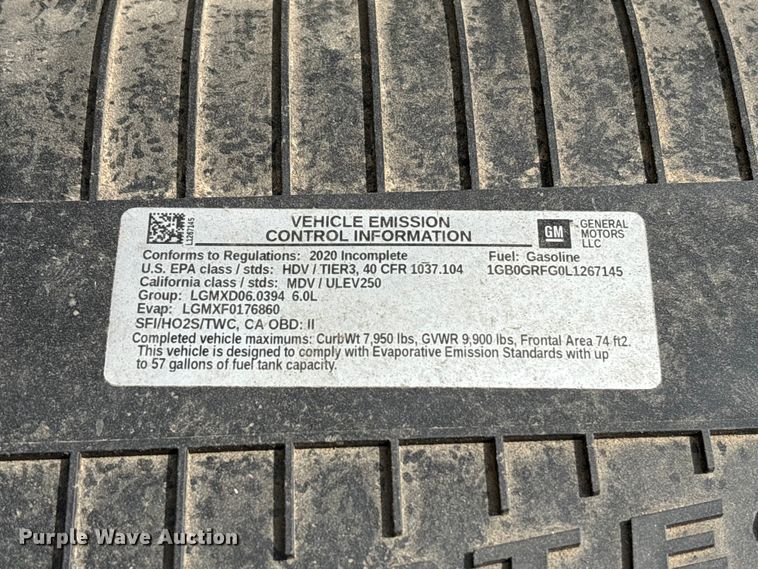 L1267145
VEHICLE EMISSION
CONTROL INFORMATION
GM
GENERAL
MOTORS
LLC
Conforms to Regulations: 2020 Incomplete Fuel: Gasoline
U.S. EPA class / stds: HDV / TIER3, 40 CFR 1037.104 1GB0GRFG0L1267145
California class / stds: MDV / ULEV250
Group: LGMXD06.0394 6.0L
Evap: LGMXF0176860
SFI/HO2S/TWC, CA OBD: II
Completed vehicle maximums: CurbWt 7,950 lbs, GVWR 9,900 lbs, Frontal Area 74 ft2.
This vehicle is designed to comply with Evaporative Emission Standards with up
to 57 gallons of fuel tank capacity.
Purple Wave Auction